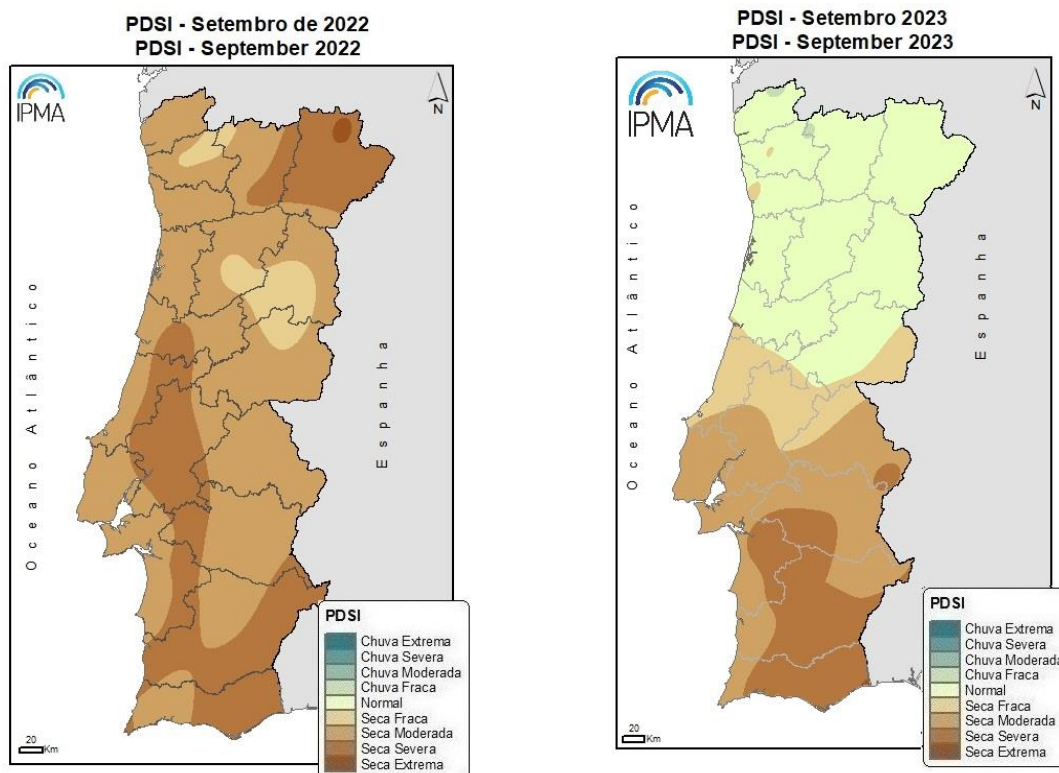 PDSI - Setembro de 2022
PDSI - September 2022
IPMA
N
Oceano Atlântico
Espanha
PDSI
Chuva Extrema
Chuva Severa
Chuva Moderada
Chuva Fraca
Normal
Seca Fraca
Seca Moderada
Seca Severa
Seca Extrema
20
Km
PDSI - Setembro 2023
PDSI - September 2023
IPMA
N
Oceano Atlântico
Espanha
PDSI
Chuva Extrema
Chuva Severa
Chuva Moderada
Chuva Fraca
Normal
Seca Fraca
Seca Moderada
Seca Severa
Seca Extrema
20
Km